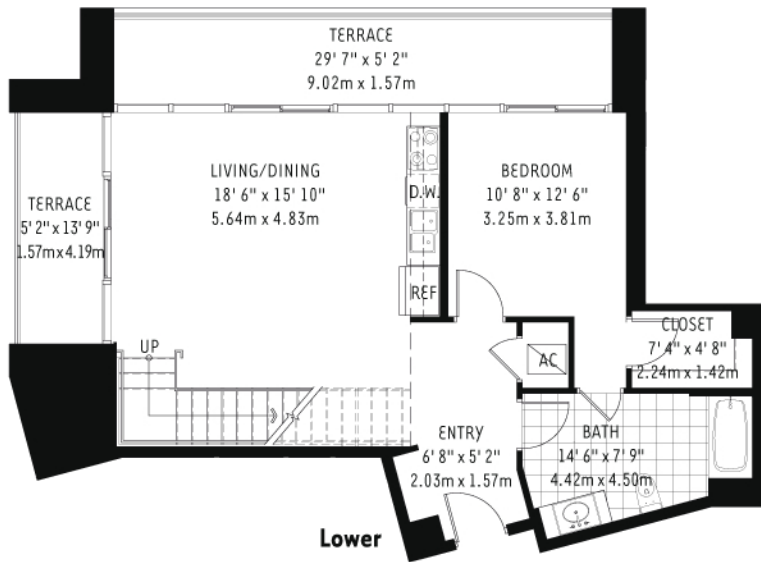 TERRACE
29' 7" x 5' 2"
9.02m x 1.57m
LIVING/DINING
18' 6" x 15' 10"
5.64m x 4.83m
D.W.
REF
BEDROOM
10' 8" x 12' 6"
3.25m x 3.81m
TERRACE
5' 2" x 13' 9"
1.57m x 4.19m
UP
AC
CLOSET
7' 4" x 4' 8"
2.24m x 1.42m
ENTRY
6' 8" x 5' 2"
2.03m x 1.57m
BATH
14' 6" x 7' 9"
4.42m x 4.50m
Lower